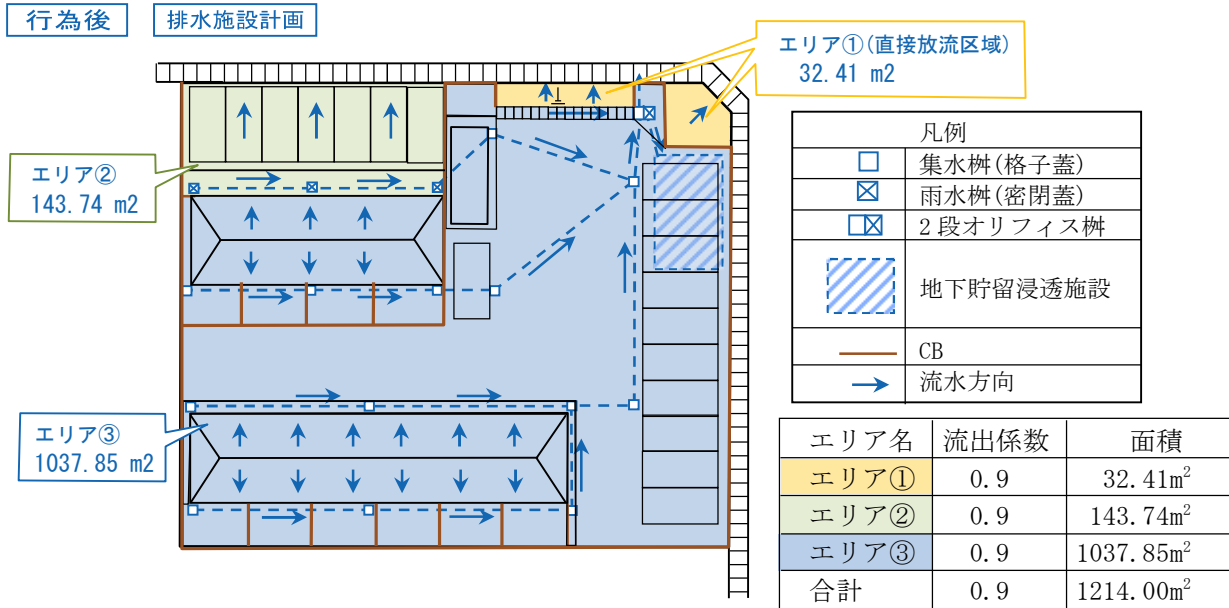 行為後
排水施設計画
エリア①(直接放流区域)
32.41 m2
エリア②
143.74 m2
エリア③
1037.85 m2
凡例
集水桝(格子蓋)
雨水桝(密閉蓋)
2段オリフィス桝
地下貯留浸透施設
CB
流水方向
エリア名 流出係数 面積
エリア① 0.9 32.41m²
エリア② 0.9 143.74m²
エリア③ 0.9 1037.85m²
合計 0.9 1214.00m²